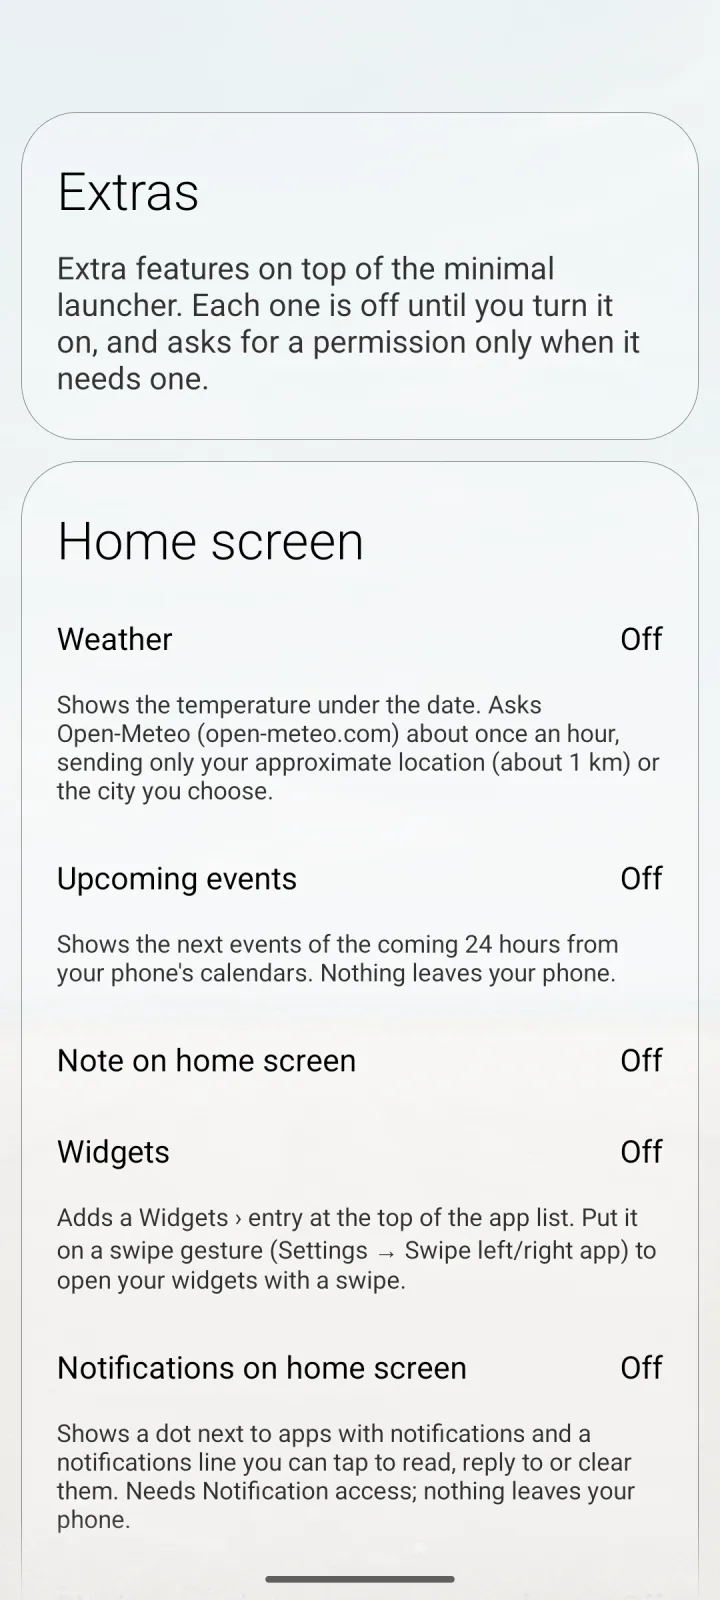 Extras
Extra features on top of the minimal
launcher. Each one is off until you turn it
on, and asks for a permission only when it
needs one.
Home screen
Weather Off
Shows the temperature under the date. Asks
Open-Meteo (open-meteo.com) about once an hour,
sending only your approximate location (about 1 km) or
the city you choose.
Upcoming events Off
Shows the next events of the coming 24 hours from
your phone's calendars. Nothing leaves your phone.
Note on home screen Off
Widgets Off
Adds a Widgets › entry at the top of the app list. Put it
on a swipe gesture (Settings → Swipe left/right app) to
open your widgets with a swipe.
Notifications on home screen Off
Shows a dot next to apps with notifications and a
notifications line you can tap to read, reply to or clear
them. Needs Notification access; nothing leaves your
phone.